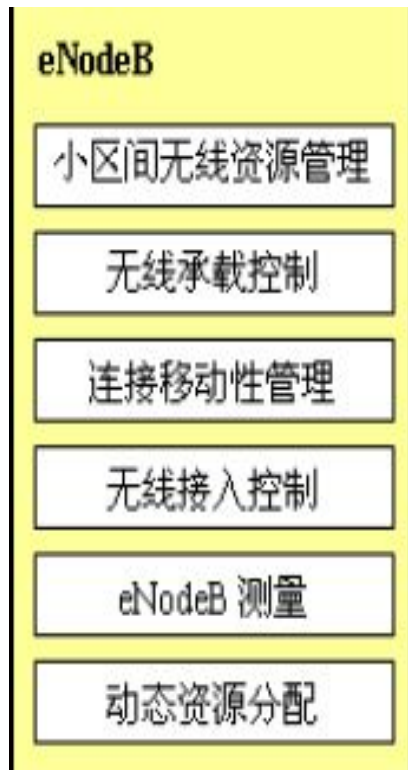 eNodeB
小区间无线资源管理
无线承载控制
连接移动性管理
无线接入控制
eNodeB 测量
动态资源分配